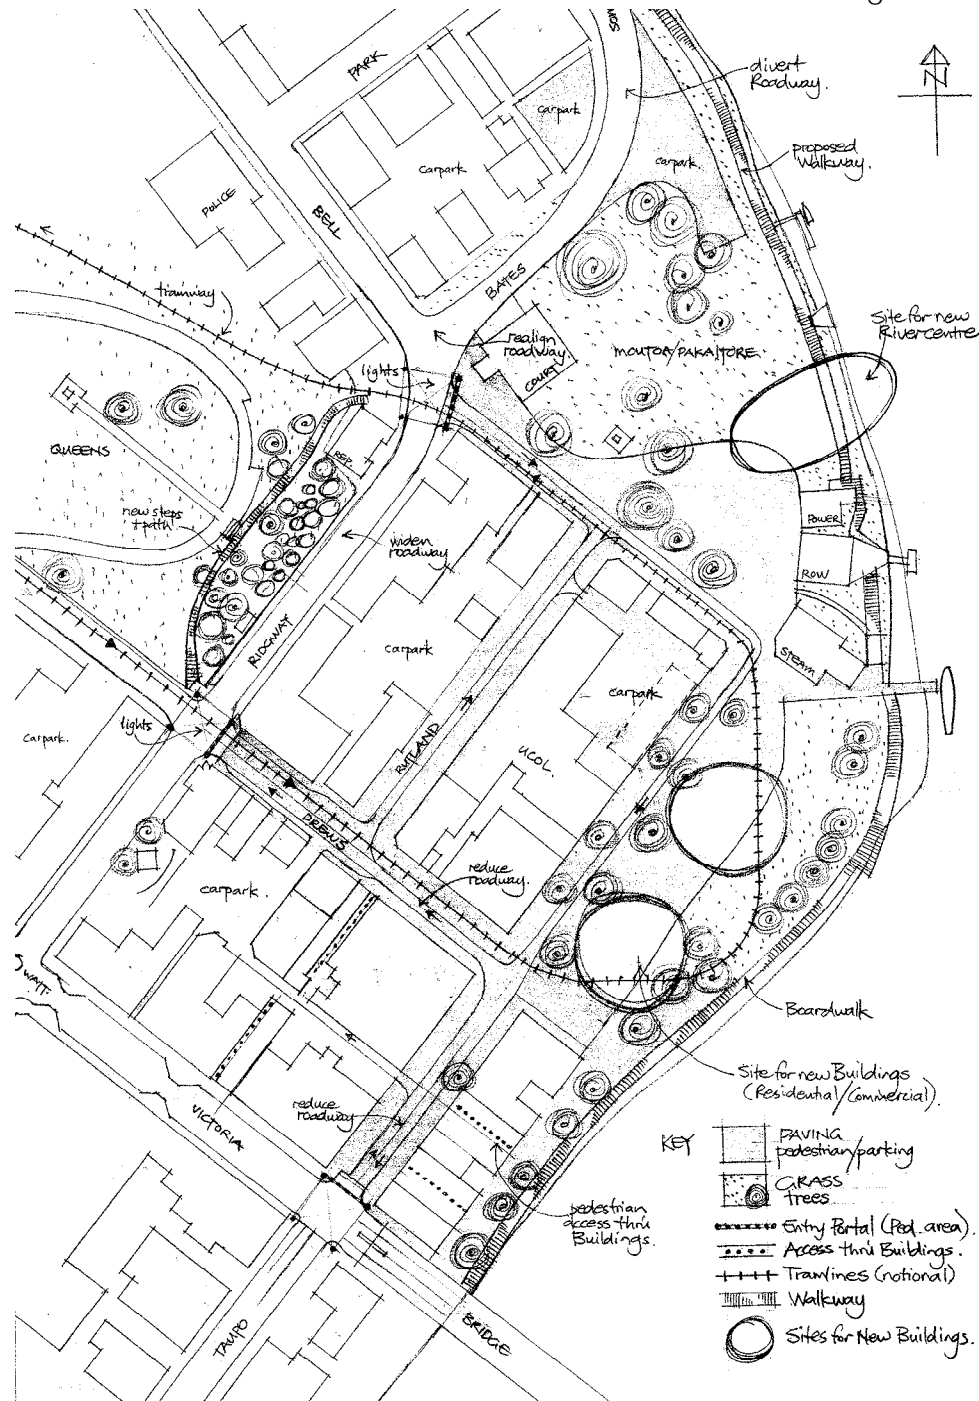 PARK
divert
Roadway.
N
carpark
carpark
carpark.
proposed
Walkway.
POLICE
BELL
BATES
tramway
Site for new
Rivercentre
realign
roadway
MOUTOA/PAKAITORE
lights
COURT
QUEENS
REP.
new steps
+path
widen
roadway
POWER
ROW
RIDGWAY
carpark
STEAM
carpark
lights
carpark.
RUTLAND
UCOL.
DREWS
reduce
roadway.
carpark.
WATT.
Boardwalk
Site for new Buildings
(Residential/Commercial).
VICTORIA
reduce
roadway
KEY
PAVING
pedestrian/parking
GRASS
trees
pedestrian
access thru
Buildings.
Entry Portal (Ped. area).
Access thru Buildings.
Tramlines (notional)
Walkway
TAUPO
BRIDGE
Sites for New Buildings.